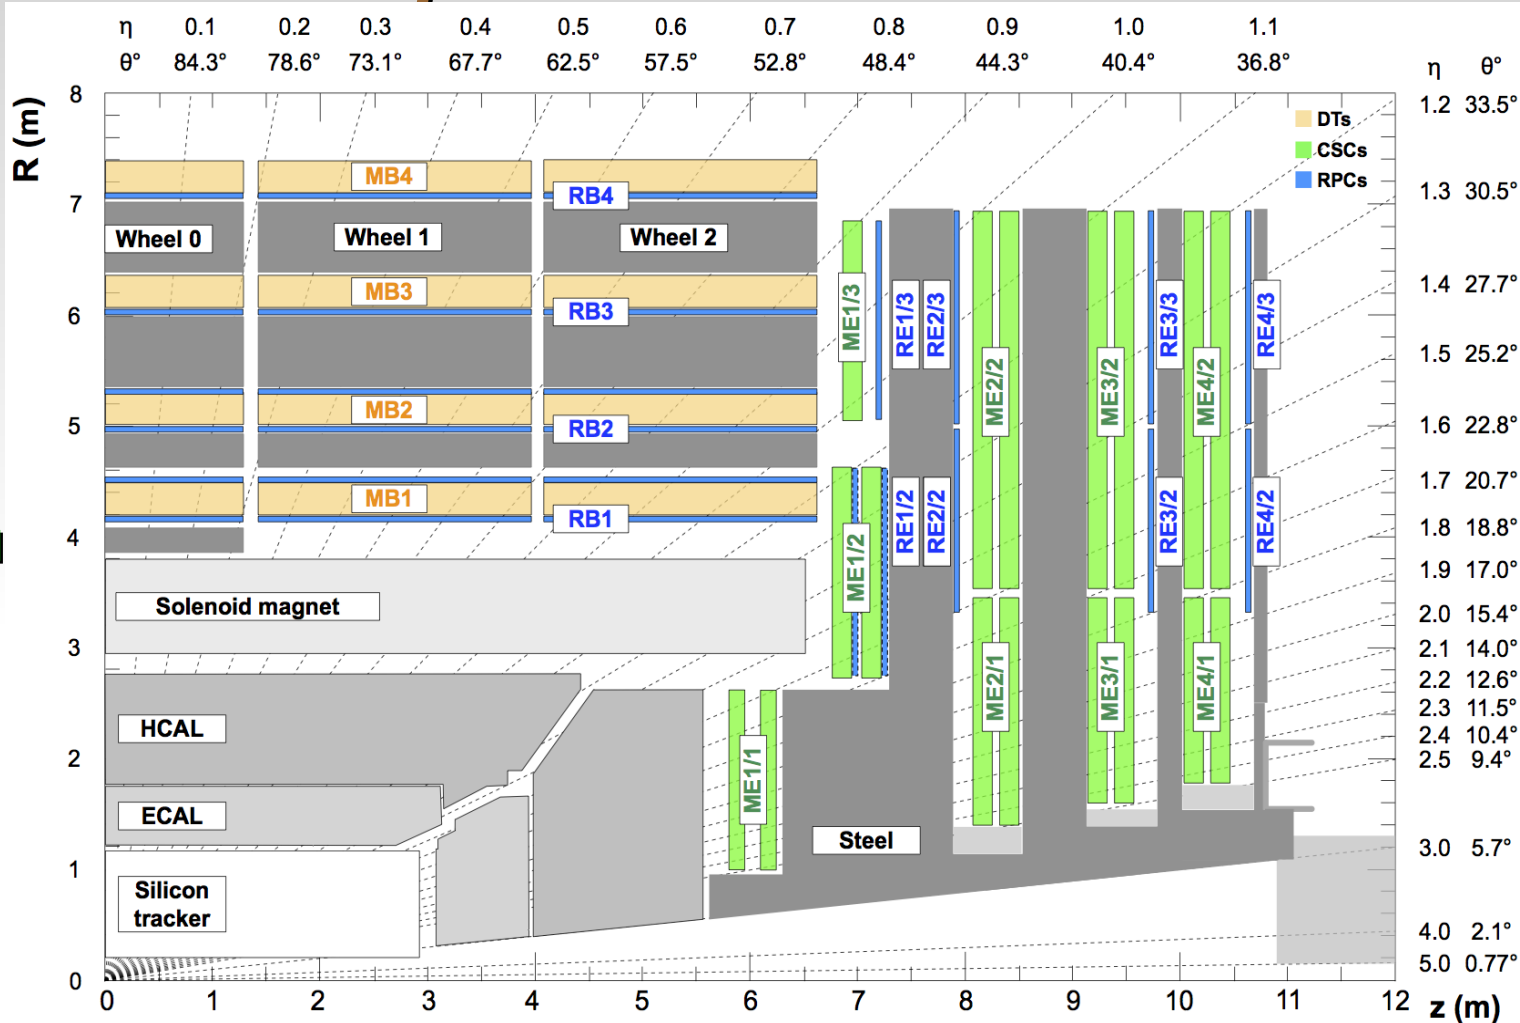 η 0.1 0.2 0.3 0.4 0.5 0.6 0.7 0.8 0.9 1.0 1.1
θ° 84.3° 78.6° 73.1° 67.7° 62.5° 57.5° 52.8° 48.4° 44.3° 40.4° 36.8°
η θ°
R (m)
8
7
6
5
4
3
2
1
0
1.2 33.5°
1.3 30.5°
1.4 27.7°
1.5 25.2°
1.6 22.8°
1.7 20.7°
1.8 18.8°
1.9 17.0°
2.0 15.4°
2.1 14.0°
2.2 12.6°
2.3 11.5°
2.4 10.4°
2.5 9.4°
3.0 5.7°
4.0 2.1°
5.0 0.77°
DTs
CSCs
RPCs
MB4
RB4
Wheel 0
Wheel 1
Wheel 2
MB3
RB3
MB2
RB2
MB1
RB1
Solenoid magnet
HCAL
ECAL
Silicon
tracker
Steel
ME1/3
RE1/3
RE2/3
ME2/2
ME3/2
RE3/3
ME4/2
RE4/3
ME1/2
RE1/2
RE2/2
RE3/2
RE4/2
ME1/1
ME2/1
ME3/1
ME4/1
0 1 2 3 4 5 6 7 8 9 10 11 12 z (m)